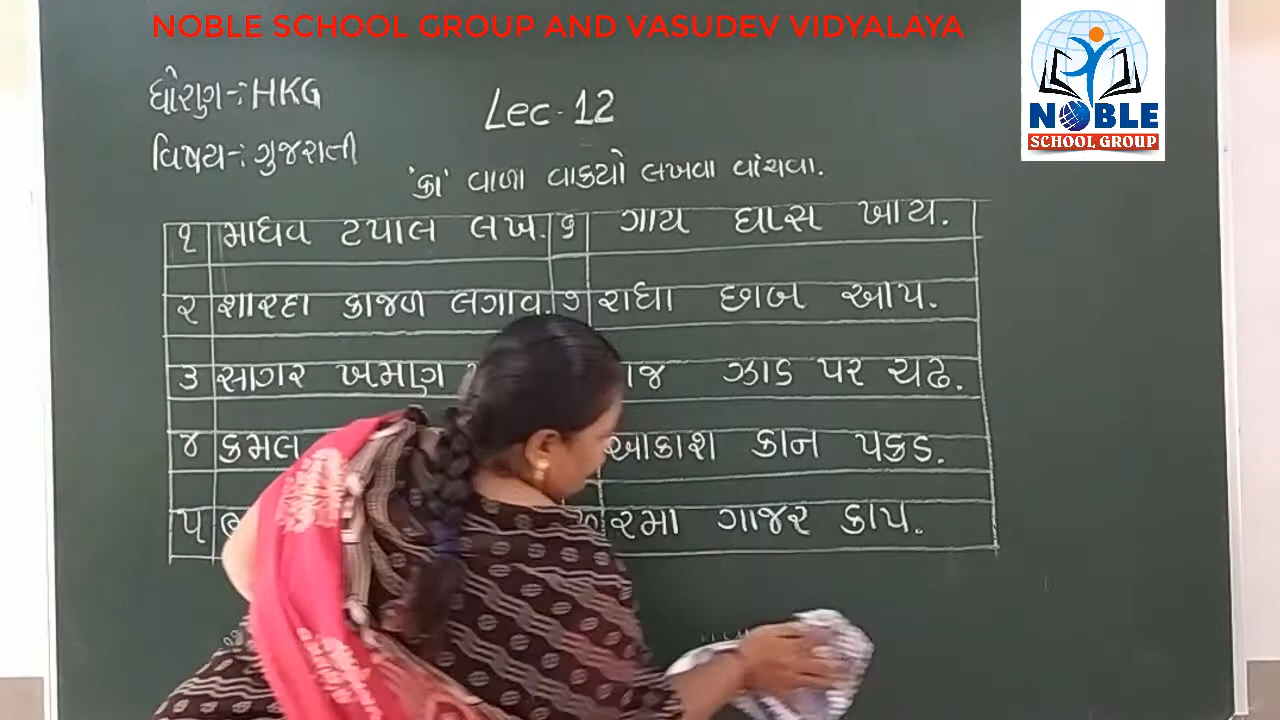 NOBLE SCHOOL GROUP AND VASUDEV VIDYALAYA
NOBLE
SCHOOL GROUP
ધોરણ-: HKG
Lec-12
વિષય-: ગુજરાતી
'કા' વાળા વાકયો લખવા વાંચવા.
૧ માધવ ટપાલ લખ. ૬ ગાય ઘાસ ખાય.
૨ શારદા કાજળ લગાવ. ૭ રાધા છાબ આપ.
૩ સાગર ખમણ ઝાડ પર ચઢ.
૪ કમલ આકાશ કાન પકડ.
૫ ગાજર કાપ.